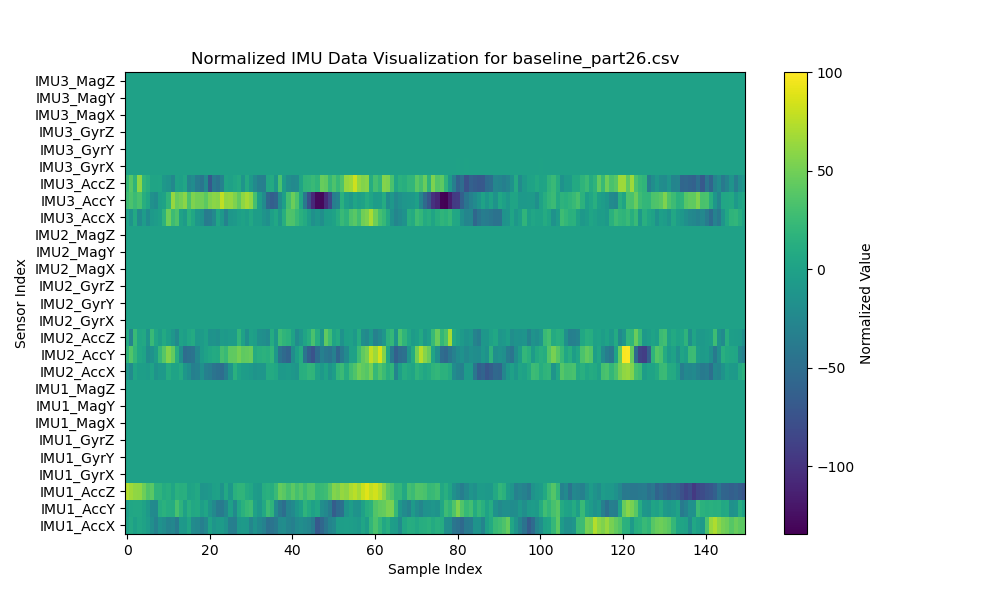 Normalized IMU Data Visualization for baseline_part26.csv
IMU3_MagZ
IMU3_MagY
IMU3_MagX
IMU3_GyrZ
IMU3_GyrY
IMU3_GyrX
IMU3_AccZ
IMU3_AccY
IMU3_AccX
IMU2_MagZ
IMU2_MagY
IMU2_MagX
IMU2_GyrZ
IMU2_GyrY
IMU2_GyrX
IMU2_AccZ
IMU2_AccY
IMU2_AccX
IMU1_MagZ
IMU1_MagY
IMU1_MagX
IMU1_GyrZ
IMU1_GyrY
IMU1_GyrX
IMU1_AccZ
IMU1_AccY
IMU1_AccX
Sensor Index
0 20 40 60 80 100 120 140
Sample Index
100
50
0
−50
−100
Normalized Value